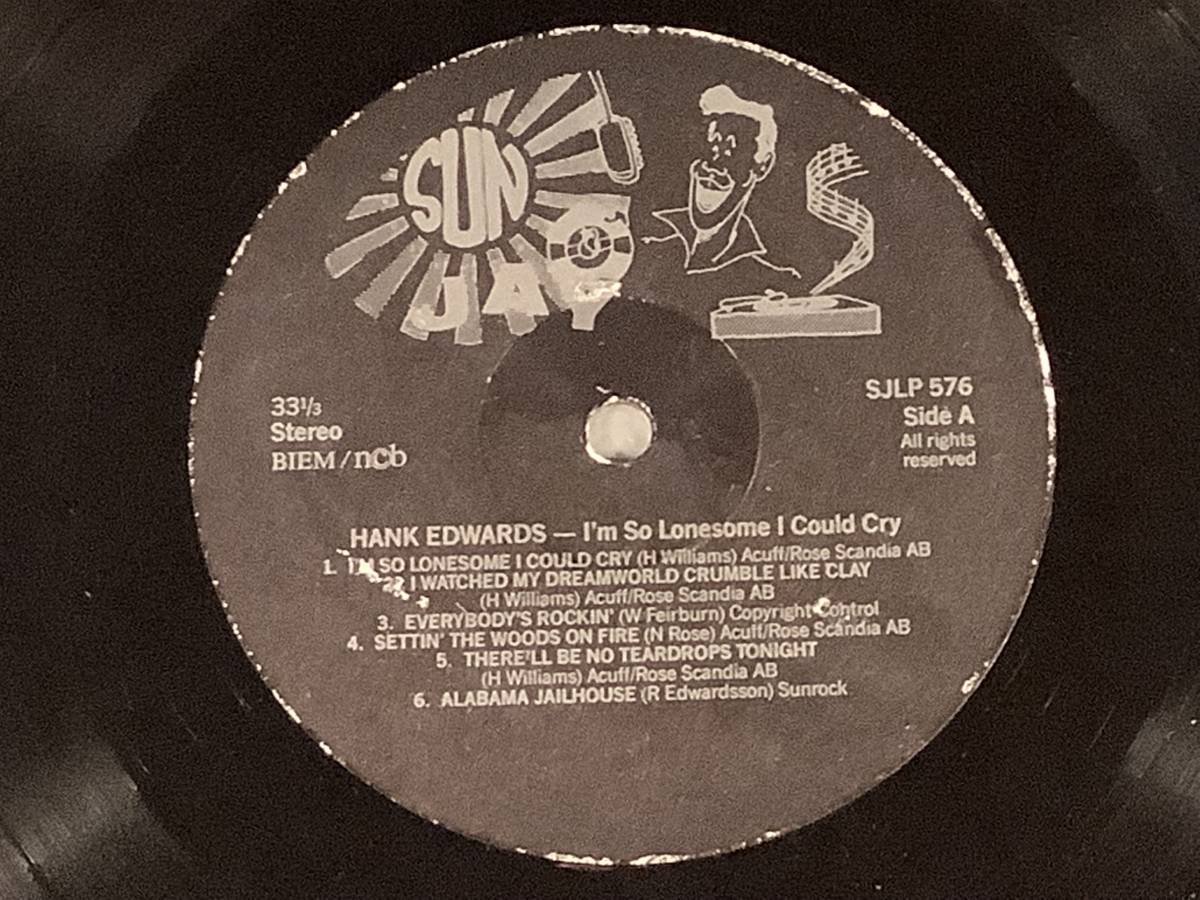 SUN
JAY
33⅓
Stereo
BIEM/ncb
SJLP 576
Side A
All rights
reserved
HANK EDWARDS — I'm So Lonesome I Could Cry
1. I'M SO LONESOME I COULD CRY (H Williams) Acuff/Rose Scandia AB
2. I WATCHED MY DREAMWORLD CRUMBLE LIKE CLAY
(H Williams) Acuff/Rose Scandia AB
3. EVERYBODY'S ROCKIN' (W Feirburn) Copyright Control
4. SETTIN' THE WOODS ON FIRE (N Rose) Acuff/Rose Scandia AB
5. THERE'LL BE NO TEARDROPS TONIGHT
(H Williams) Acuff/Rose Scandia AB
6. ALABAMA JAILHOUSE (R Edwardsson) Sunrock